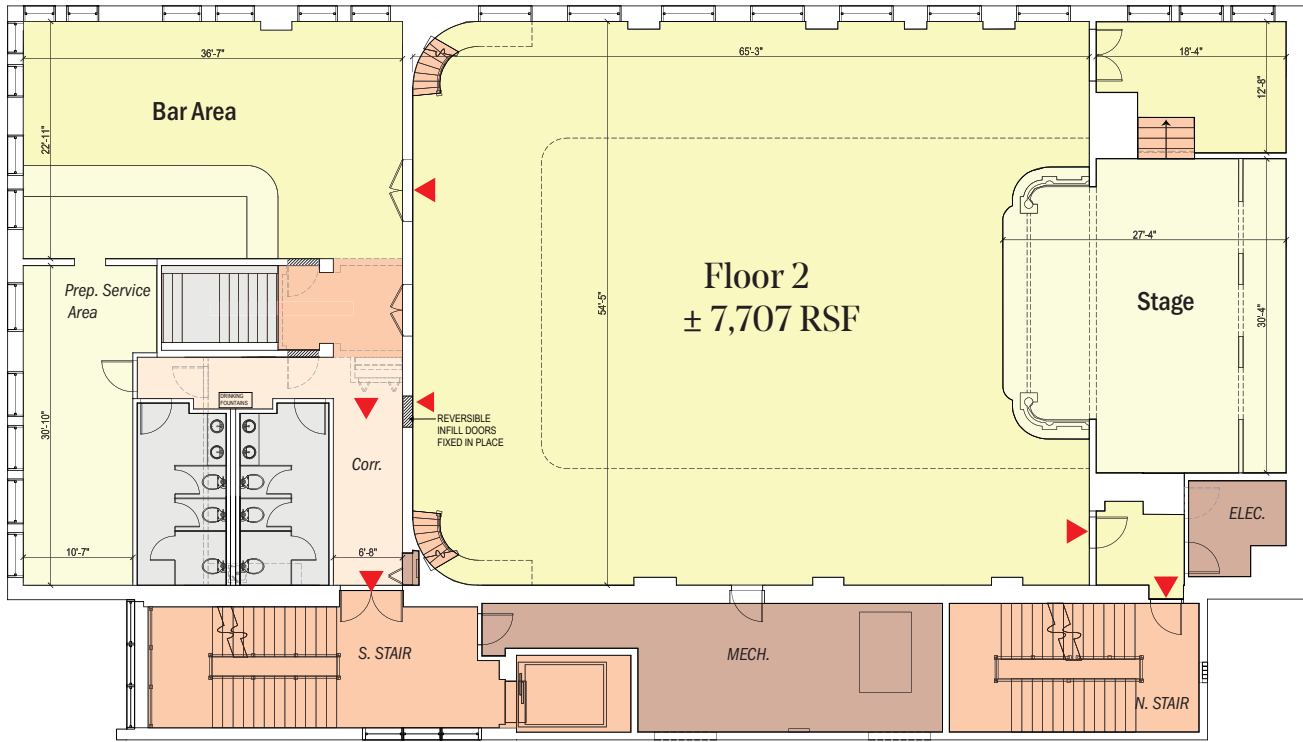 36'-7"
65'-3"
18'-4"
12'-8"
Bar Area
22'-11"
27'-4"
Floor 2
± 7,707 RSF
54'-5"
Stage
30'-4"
Prep. Service
Area
DRINKING
FOUNTAINS
REVERSIBLE
INFILL DOORS
FIXED IN PLACE
30'-10"
Corr.
ELEC.
10'-7"
6'-8"
S. STAIR
MECH.
N. STAIR